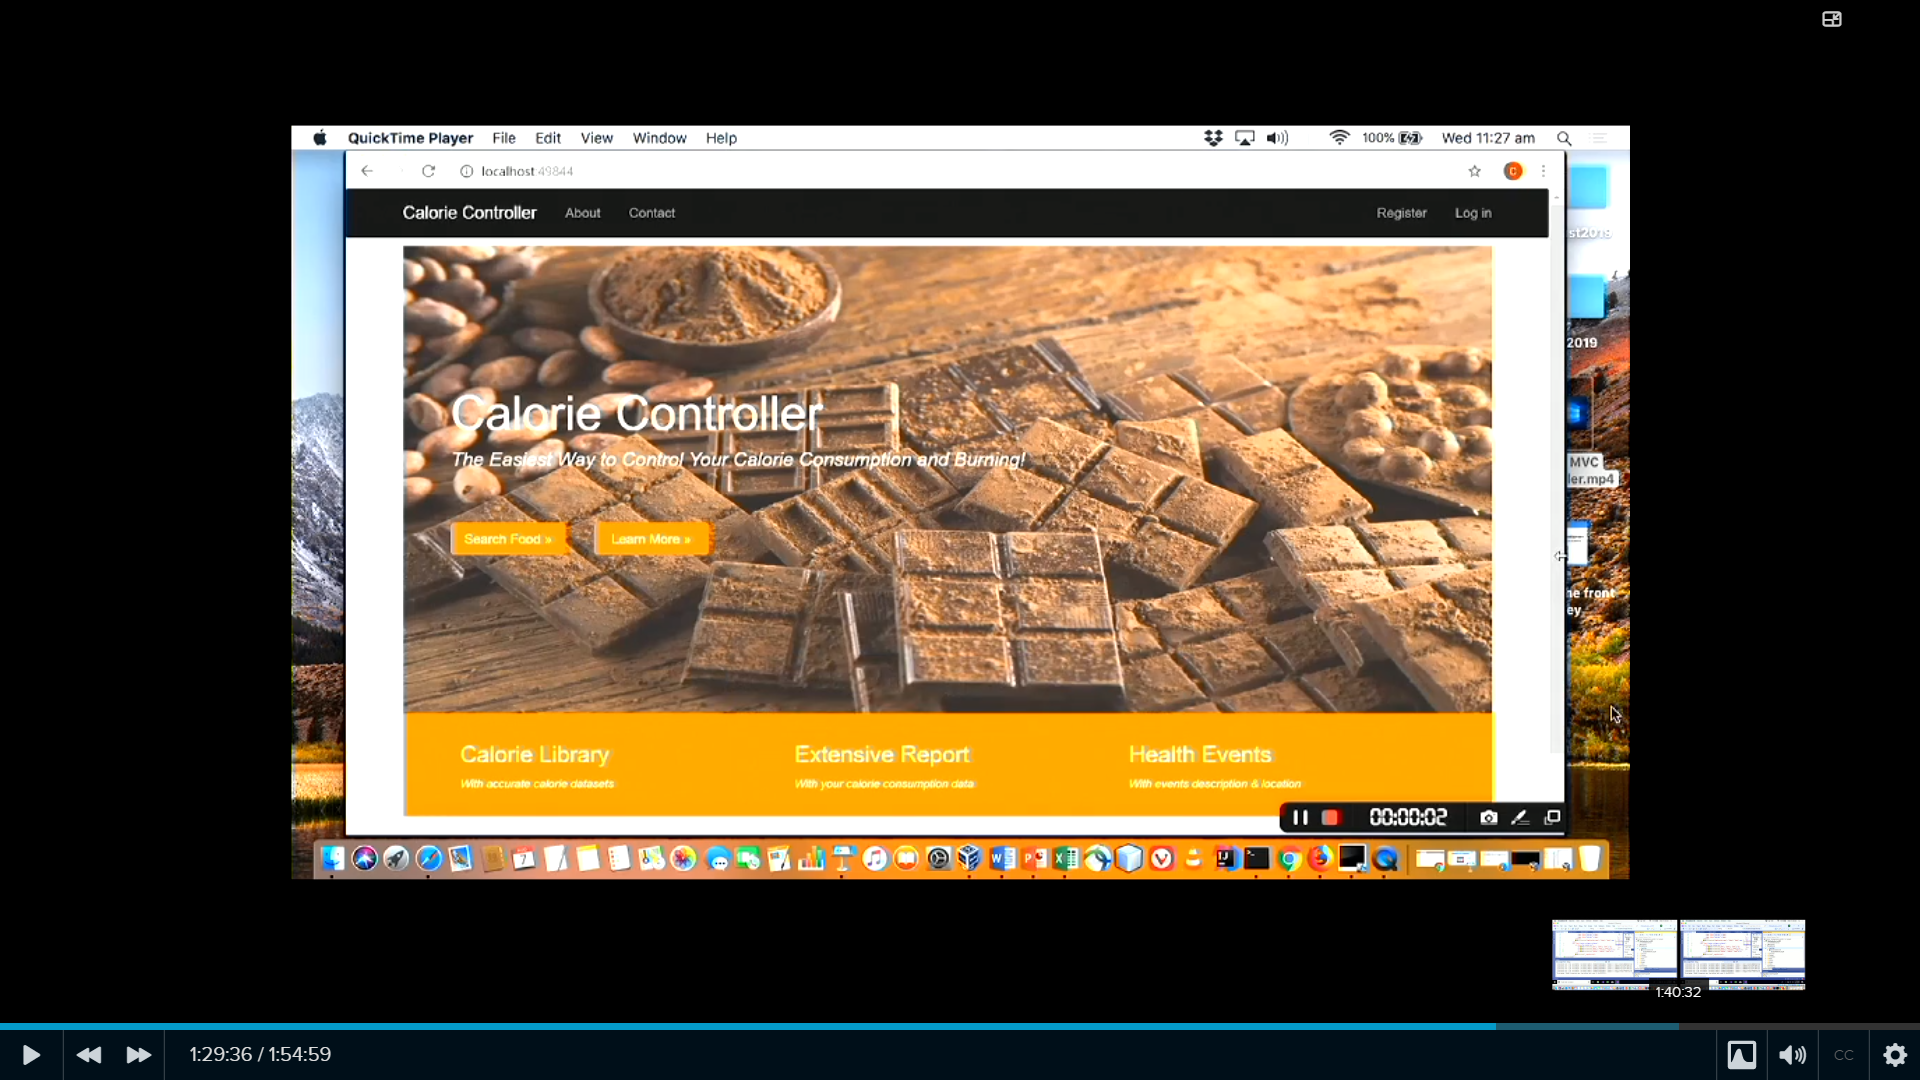 QuickTime Player File Edit View Window Help 100% Wed 11:27 am
localhost:49844
Calorie Controller About Contact Register Log in
st2019
2019
Calorie Controller
The Easiest Way to Control Your Calorie Consumption and Burning!
MVC
ler.mp4
Search Food » Learn More »
he front
ey
Calorie Library Extensive Report Health Events
With accurate calorie datasets With your calorie consumption data With events description & location
00:00:02
1:40:32
1:29:36 / 1:54:59 CC